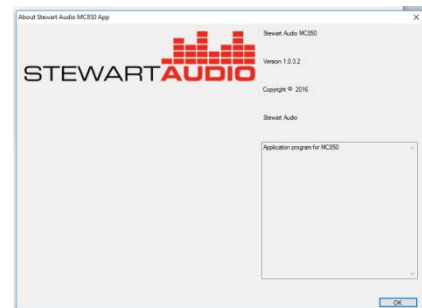 About Stewart Audio MC850 App
STEWARTAUDIO
Stewart Audio MC850
Version 1.0.3.2
Copyright © 2016
Stewart Audio
Application program for MC850
OK